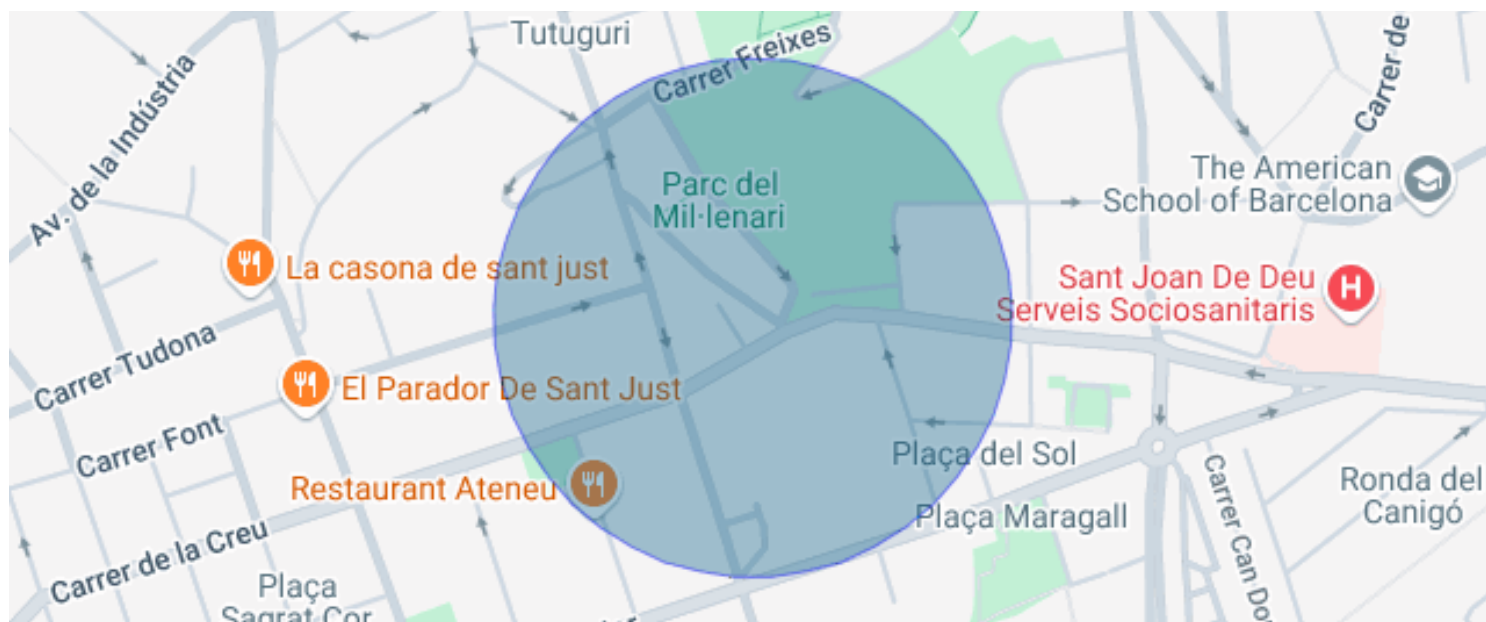 Tutuguri
Carrer Freixes
Av. de la Indústria
Carrer de
Parc del
Mil·lenari
The American
School of Barcelona
La casona de sant just
Sant Joan De Deu
Serveis Sociosanitaris
H
Carrer Tudona
El Parador De Sant Just
Carrer Font
Plaça del Sol
Restaurant Ateneu
Plaça Maragall
Ronda del
Canigó
Carrer de la Creu
Carrer Can Do
Plaça
Sagrat Cor